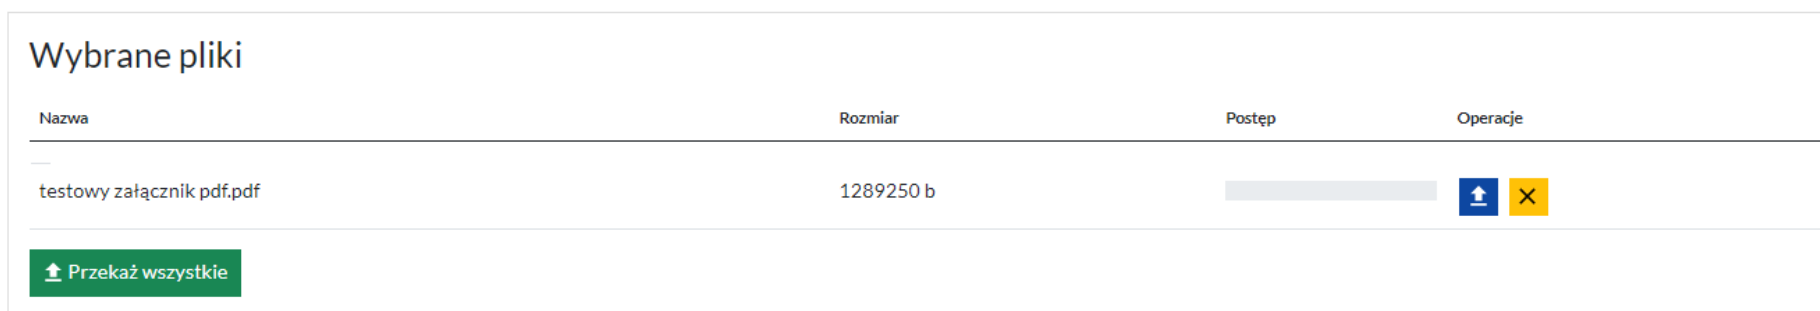 Wybrane pliki
Nazwa Rozmiar Postęp Operacje
testowy załącznik pdf.pdf 1289250 b
Przekaż wszystkie